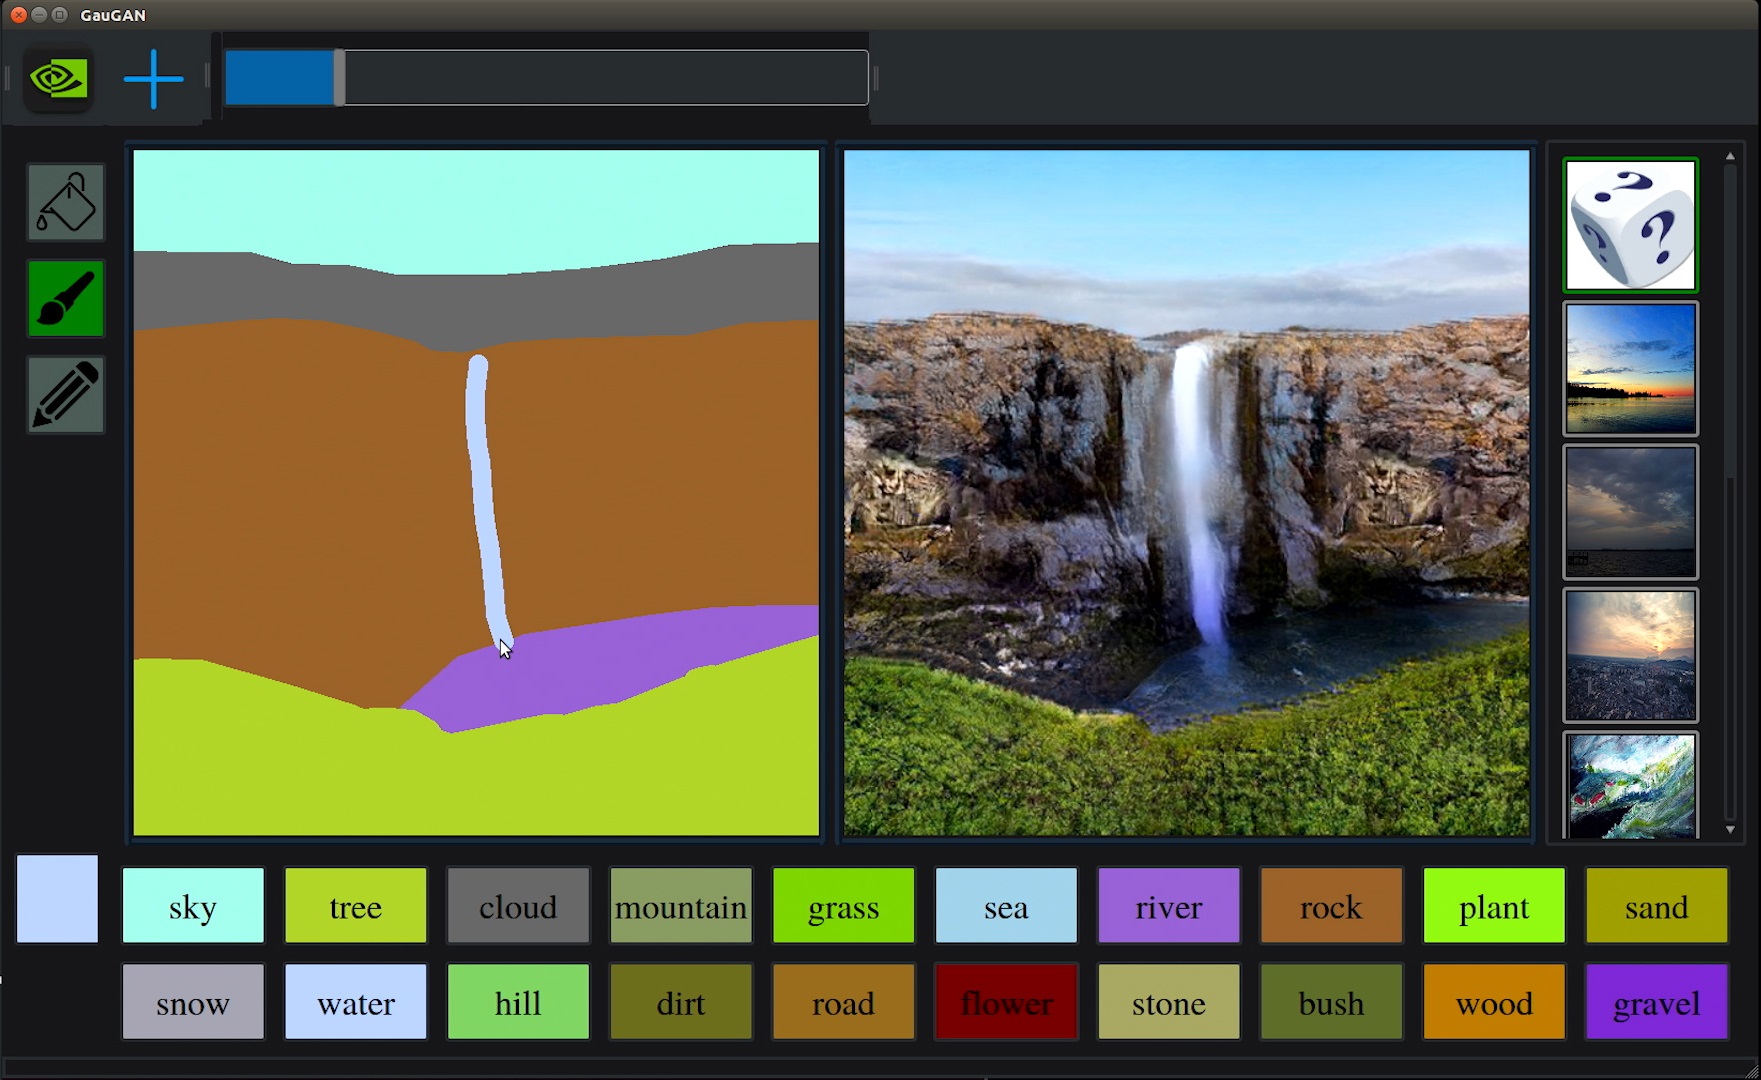 GauGAN
sky tree cloud mountain grass sea river rock plant sand
snow water hill dirt road flower stone bush wood gravel